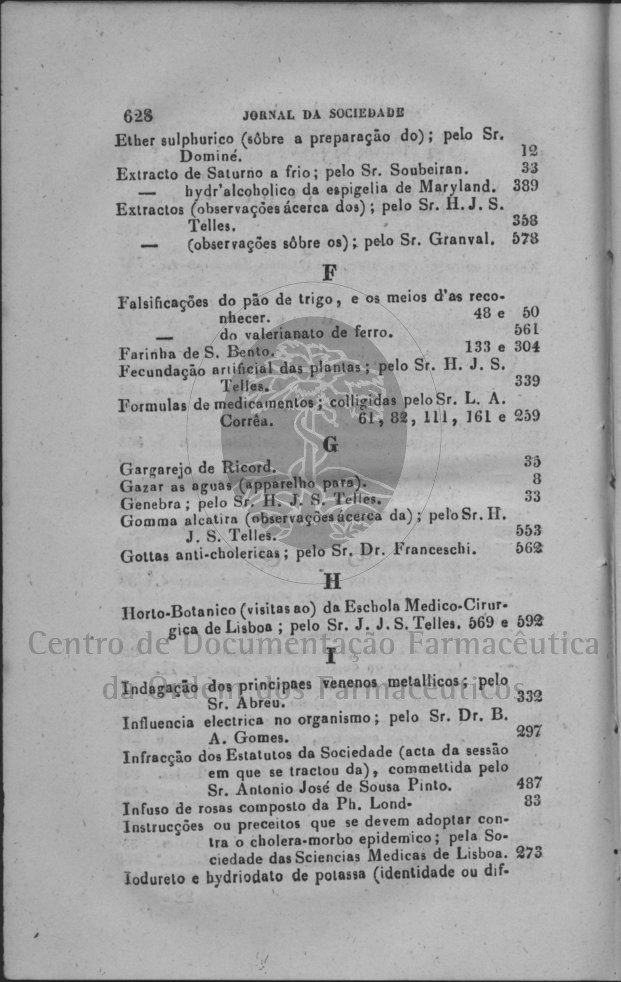 628 JORNAL DA SOCIEDADE
Ether sulphurico (sôbre a preparação do); pelo Sr.
Dominé. 12
Extracto de Saturno a frio; pelo Sr. Soubeiran. 33
— hydr'alcoholico da espigelia de Maryland. 389
Extractos (observações ácerca dos); pelo Sr. H. J. S.
Telles. 358
— (observações sôbre os); pelo Sr. Granval. 578
F
Falsificações do pão de trigo, e os meios d'as reco-
nhecer. 48 e 50
— do valerianato de ferro. 561
Farinha de S. Bento. 133 e 304
Fecundação artificial das plantas; pelo Sr. H. J. S.
Telles. 339
Formulas de medicamentos; colligidas pelo Sr. L. A.
Corrêa. 61, 82, 111, 161 e 259
G
Gargarejo de Ricord. 35
Gazar as aguas (apparelho para). 8
Genebra; pelo Sr. H. J. S. Telles. 33
Gomma alcatira (observações ácerca da); pelo Sr. H.
J. S. Telles. 553
Gottas anti-cholericas; pelo Sr. Dr. Franceschi. 562
H
Horto-Botanico (visitas ao) da Eschola Medico-Cirur-
gica de Lisboa; pelo Sr. J. J. S. Telles. 569 e 592
Centro de Documentação Farmacêutica
I
da Ordem dos Farmacêuticos
Indagação dos principaes venenos metallicos; pelo
Sr. Abreu. 332
Influencia electrica no organismo; pelo Sr. Dr. B.
A. Gomes. 297
Infracção dos Estatutos da Sociedade (acta da sessão
em que se tractou da), commettida pelo
Sr. Antonio José de Sousa Pinto. 487
Infuso de rosas composto da Ph. Lond. 83
Instrucções ou preceitos que se devem adoptar con-
tra o cholera-morbo epidemico; pela So-
ciedade das Sciencias Medicas de Lisboa. 273
Iodureto e hydriodato de potassa (identidade ou dif-